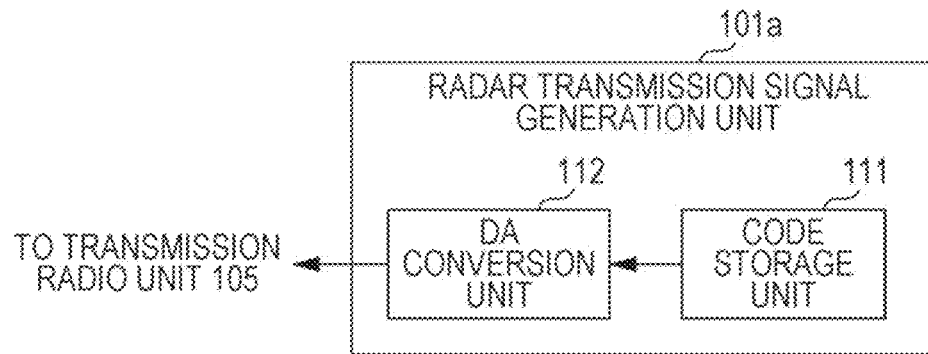 101a
RADAR TRANSMISSION SIGNAL
GENERATION UNIT
112
111
TO TRANSMISSION
RADIO UNIT 105
DA
CONVERSION
UNIT
CODE
STORAGE
UNIT